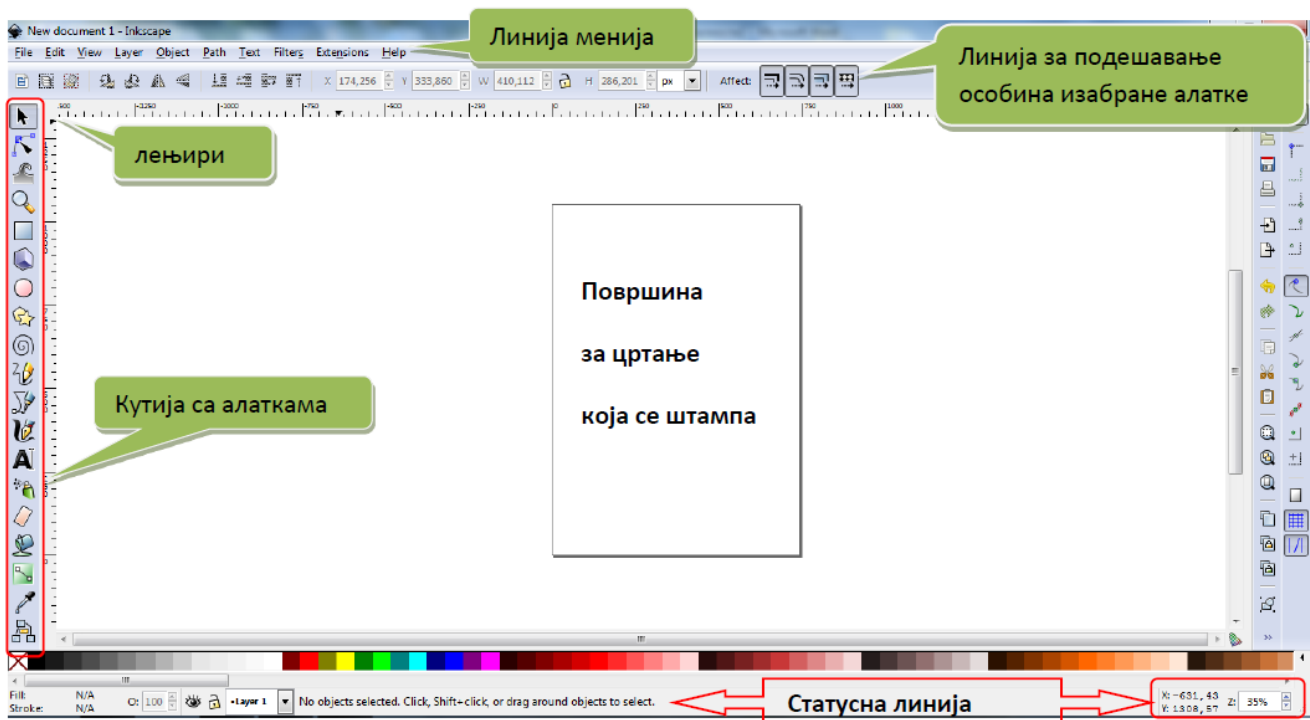 New document 1 - Inkscape
Линија менија
File Edit View Layer Object Path Text Filters Extensions Help
Линија за подешавање
особина изабране алатке
X 174,256 Y 333,860 W 410,112 H 286,201 px Affect:
лењири
Површина
за цртање
која се штампа
Кутија са алаткама
Fill: N/A O: 100 •Layer 1 No objects selected. Click, Shift+click, or drag around objects to select.
Stroke: N/A
Статусна линија
X: -631,43 Z: 35%
Y: 1308,57